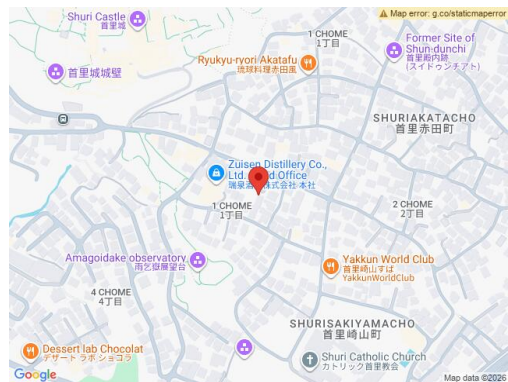 Map error: g.co/staticmaperror
Shuri Castle
首里城
1 CHOME
1丁目
Former Site of
Shun-dunchi
首里殿内跡
(スイドゥンチアト)
Ryukyu-ryori Akatafu
琉球料理赤田風
首里城城壁
SHURIAKATACHO
首里赤田町
Zuisen Distillery Co.,
Ltd. Head Office
瑞泉酒造株式会社 本社
1 CHOME
1丁目
2 CHOME
2丁目
Amagoidake observatory
雨乞嶽展望台
Yakkun World Club
首里崎山すば
YakkunWorldClub
4 CHOME
4丁目
SHURISAKIYAMACHO
首里崎山町
Dessert lab Chocolat
デザート ラボ ショコラ
Shuri Catholic Church
カトリック首里教会
Google
Map data ©2026